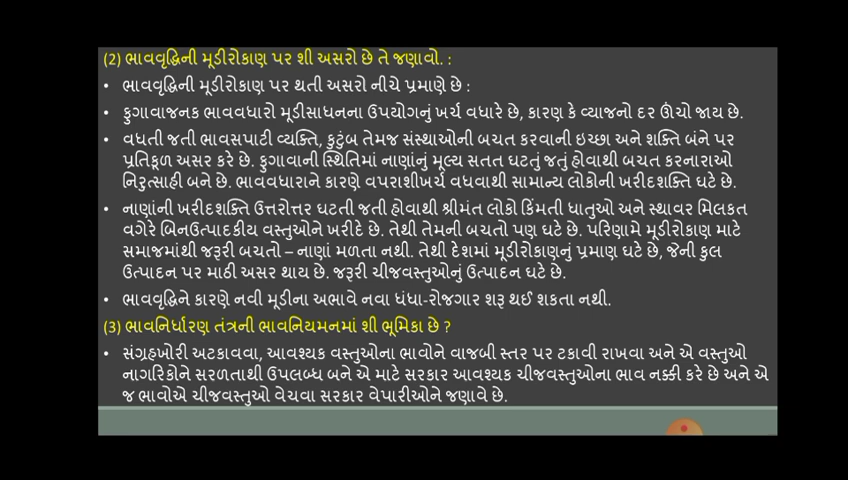 (2) ભાવવૃદ્ધિની મૂડીરોકાણ પર શી અસરો છે તે જણાવો. :
• ભાવવૃદ્ધિની મૂડીરોકાણ પર થતી અસરો નીચે પ્રમાણે છે :
• ફુગાવાજનક ભાવવધારો મૂડીસાધનના ઉપયોગનું ખર્ચ વધારે છે, કારણ કે વ્યાજનો દર ઊંચો જાય છે.
• વધતી જતી ભાવસપાટી વ્યક્તિ, કુટુંબ તેમજ સંસ્થાઓની બચત કરવાની ઇચ્છા અને શક્તિ બંને પર
પ્રતિકૂળ અસર કરે છે. ફુગાવાની સ્થિતિમાં નાણાંનું મૂલ્ય સતત ઘટતું જતું હોવાથી બચત કરનારાઓ
નિરુત્સાહી બને છે. ભાવવધારાને કારણે વપરાશીખર્ચ વધવાથી સામાન્ય લોકોની ખરીદશક્તિ ઘટે છે.
• નાણાંની ખરીદશક્તિ ઉત્તરોત્તર ઘટતી જતી હોવાથી શ્રીમંત લોકો કિંમતી ધાતુઓ અને સ્થાવર મિલકત
વગેરે બિનઉત્પાદકીય વસ્તુઓને ખરીદે છે. તેથી તેમની બચતો પણ ઘટે છે. પરિણામે મૂડીરોકાણ માટે
સમાજમાંથી જરૂરી બચતો – નાણાં મળતા નથી. તેથી દેશમાં મૂડીરોકાણનું પ્રમાણ ઘટે છે, જેની કુલ
ઉત્પાદન પર માઠી અસર થાય છે. જરૂરી ચીજવસ્તુઓનું ઉત્પાદન ઘટે છે.
• ભાવવૃદ્ધિને કારણે નવી મૂડીના અભાવે નવા ધંધા-રોજગાર શરૂ થઈ શકતા નથી.
(3) ભાવનિર્ધારણ તંત્રની ભાવનિયમનમાં શી ભૂમિકા છે ?
• સંગ્રહખોરી અટકાવવા, આવશ્યક વસ્તુઓના ભાવોને વાજબી સ્તર પર ટકાવી રાખવા અને એ વસ્તુઓ
નાગરિકોને સરળતાથી ઉપલબ્ધ બને એ માટે સરકાર આવશ્યક ચીજવસ્તુઓના ભાવ નક્કી કરે છે અને એ
જ ભાવોએ ચીજવસ્તુઓ વેચવા સરકાર વેપારીઓને જણાવે છે.